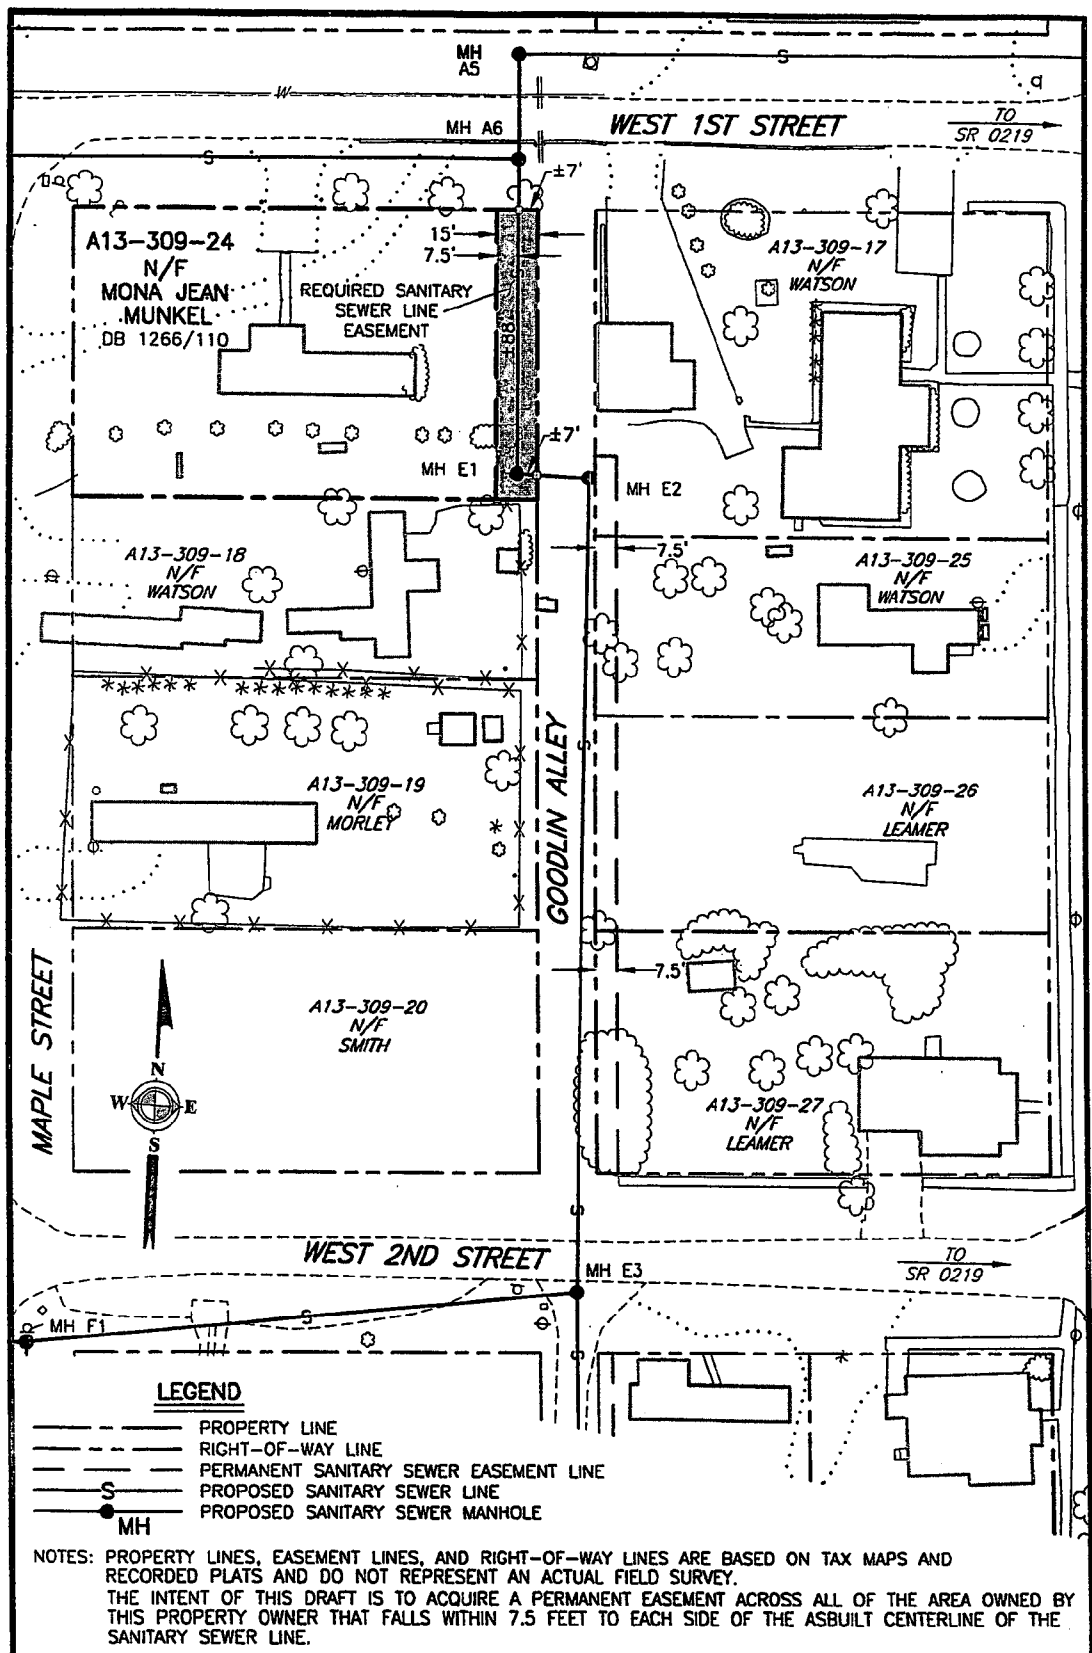 MH
A5
S
W
MH A6
WEST 1ST STREET
TO
SR 0219
S
±7'
A13-309-24
N/F
MONA JEAN
MUNKEL
DB 1266/110
15'
7.5'
REQUIRED SANITARY
SEWER LINE
EASEMENT
±88'
A13-309-17
N/F
WATSON
±7'
MH E1
MH E2
7.5'
A13-309-18
N/F
WATSON
A13-309-25
N/F
WATSON
S
GOODLIN ALLEY
A13-309-19
N/F
MORLEY
A13-309-26
N/F
LEAMER
7.5'
MAPLE STREET
A13-309-20
N/F
SMITH
N
W E
S
A13-309-27
N/F
LEAMER
S
WEST 2ND STREET
TO
SR 0219
MH E3
S
MH F1
S
LEGEND
PROPERTY LINE
RIGHT-OF-WAY LINE
PERMANENT SANITARY SEWER EASEMENT LINE
S PROPOSED SANITARY SEWER LINE
MH PROPOSED SANITARY SEWER MANHOLE
NOTES: PROPERTY LINES, EASEMENT LINES, AND RIGHT-OF-WAY LINES ARE BASED ON TAX MAPS AND
RECORDED PLATS AND DO NOT REPRESENT AN ACTUAL FIELD SURVEY.
THE INTENT OF THIS DRAFT IS TO ACQUIRE A PERMANENT EASEMENT ACROSS ALL OF THE AREA OWNED BY
THIS PROPERTY OWNER THAT FALLS WITHIN 7.5 FEET TO EACH SIDE OF THE ASBUILT CENTERLINE OF THE
SANITARY SEWER LINE.